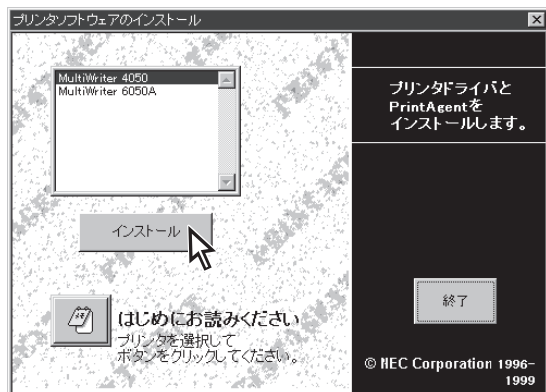 プリンタソフトウェアのインストール
MultiWriter 4050
MultiWriter 6050A
インストール
はじめにお読みください
プリンタを選択して
ボタンをクリックしてください。
プリンタドライバと
PrintAgentを
インストールします。
終了
© NEC Corporation 1996-
1999